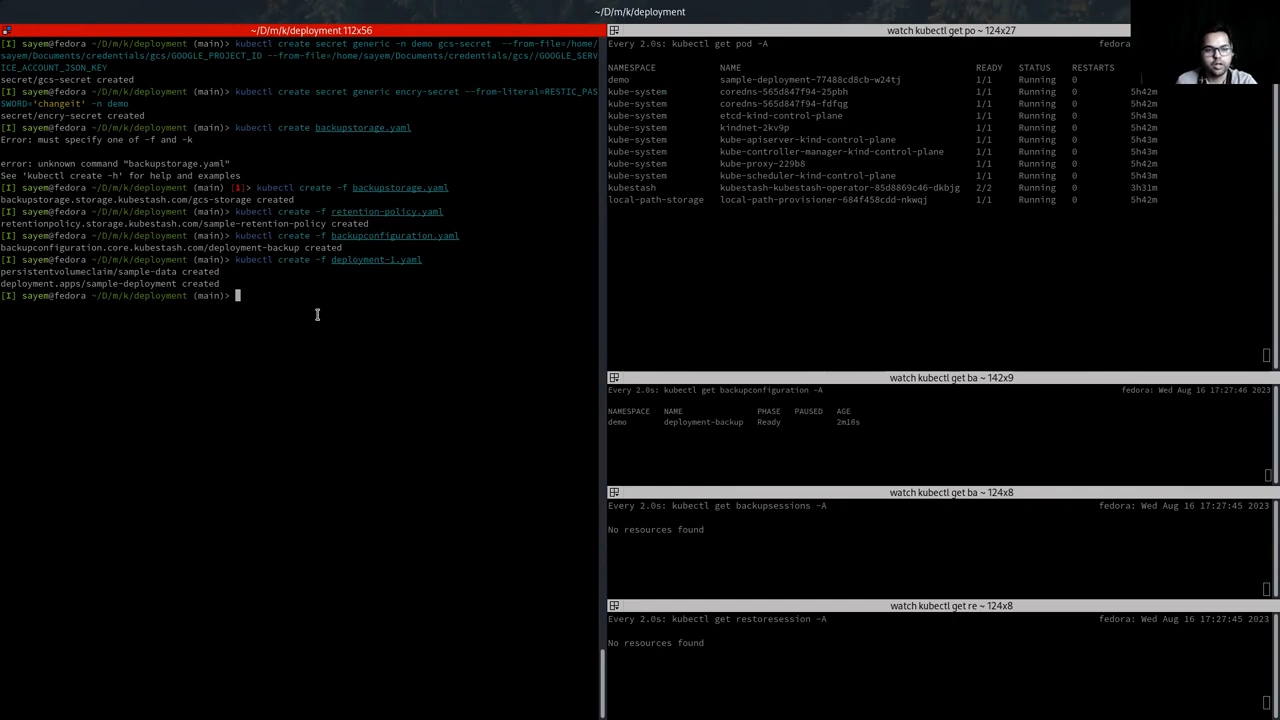 ~/D/m/k/deployment
~/D/m/k/deployment 112x56
[I] sayem@fedora ~/D/m/k/deployment (main)> kubectl create secret generic -n demo gcs-secret --from-file=/home/
sayem/Documents/credentials/gcs/GOOGLE_PROJECT_ID --from-file=/home/sayem/Documents/credentials/gcs//GOOGLE_SERV
ICE_ACCOUNT_JSON_KEY
secret/gcs-secret created
[I] sayem@fedora ~/D/m/k/deployment (main)> kubectl create secret generic encry-secret --from-literal=RESTIC_PAS
SWORD='changeit' -n demo
secret/encry-secret created
[I] sayem@fedora ~/D/m/k/deployment (main)> kubectl create backupstorage.yaml
Error: must specify one of -f and -k
error: unknown command "backupstorage.yaml"
See 'kubectl create -h' for help and examples
[I] sayem@fedora ~/D/m/k/deployment (main) [1]> kubectl create -f backupstorage.yaml
backupstorage.storage.kubestash.com/gcs-storage created
[I] sayem@fedora ~/D/m/k/deployment (main)> kubectl create -f retention-policy.yaml
retentionpolicy.storage.kubestash.com/sample-retention-policy created
[I] sayem@fedora ~/D/m/k/deployment (main)> kubectl create -f backupconfiguration.yaml
backupconfiguration.core.kubestash.com/deployment-backup created
[I] sayem@fedora ~/D/m/k/deployment (main)> kubectl create -f deployment-1.yaml
persistentvolumeclaim/sample-data created
deployment.apps/sample-deployment created
[I] sayem@fedora ~/D/m/k/deployment (main)>
watch kubectl get po ~ 124x27
Every 2.0s: kubectl get pod -A fedora
NAMESPACE NAME READY STATUS RESTARTS
demo sample-deployment-77488cd8cb-w24tj 1/1 Running 0
kube-system coredns-565d847f94-25pbh 1/1 Running 0 5h42m
kube-system coredns-565d847f94-fdfqg 1/1 Running 0 5h42m
kube-system etcd-kind-control-plane 1/1 Running 0 5h43m
kube-system kindnet-2kv9p 1/1 Running 0 5h42m
kube-system kube-apiserver-kind-control-plane 1/1 Running 0 5h43m
kube-system kube-controller-manager-kind-control-plane 1/1 Running 0 5h43m
kube-system kube-proxy-229b8 1/1 Running 0 5h42m
kube-system kube-scheduler-kind-control-plane 1/1 Running 0 5h43m
kubestash kubestash-kubestash-operator-85d8869c46-dkbjg 2/2 Running 0 3h31m
local-path-storage local-path-provisioner-684f458cdd-nkwqj 1/1 Running 0 5h42m
watch kubectl get ba ~ 142x9
Every 2.0s: kubectl get backupconfiguration -A fedora: Wed Aug 16 17:27:46 2023
NAMESPACE NAME PHASE PAUSED AGE
demo deployment-backup Ready 2m16s
watch kubectl get ba ~ 124x8
Every 2.0s: kubectl get backupsessions -A fedora: Wed Aug 16 17:27:45 2023
No resources found
watch kubectl get re ~ 124x8
Every 2.0s: kubectl get restoresession -A fedora: Wed Aug 16 17:27:45 2023
No resources found